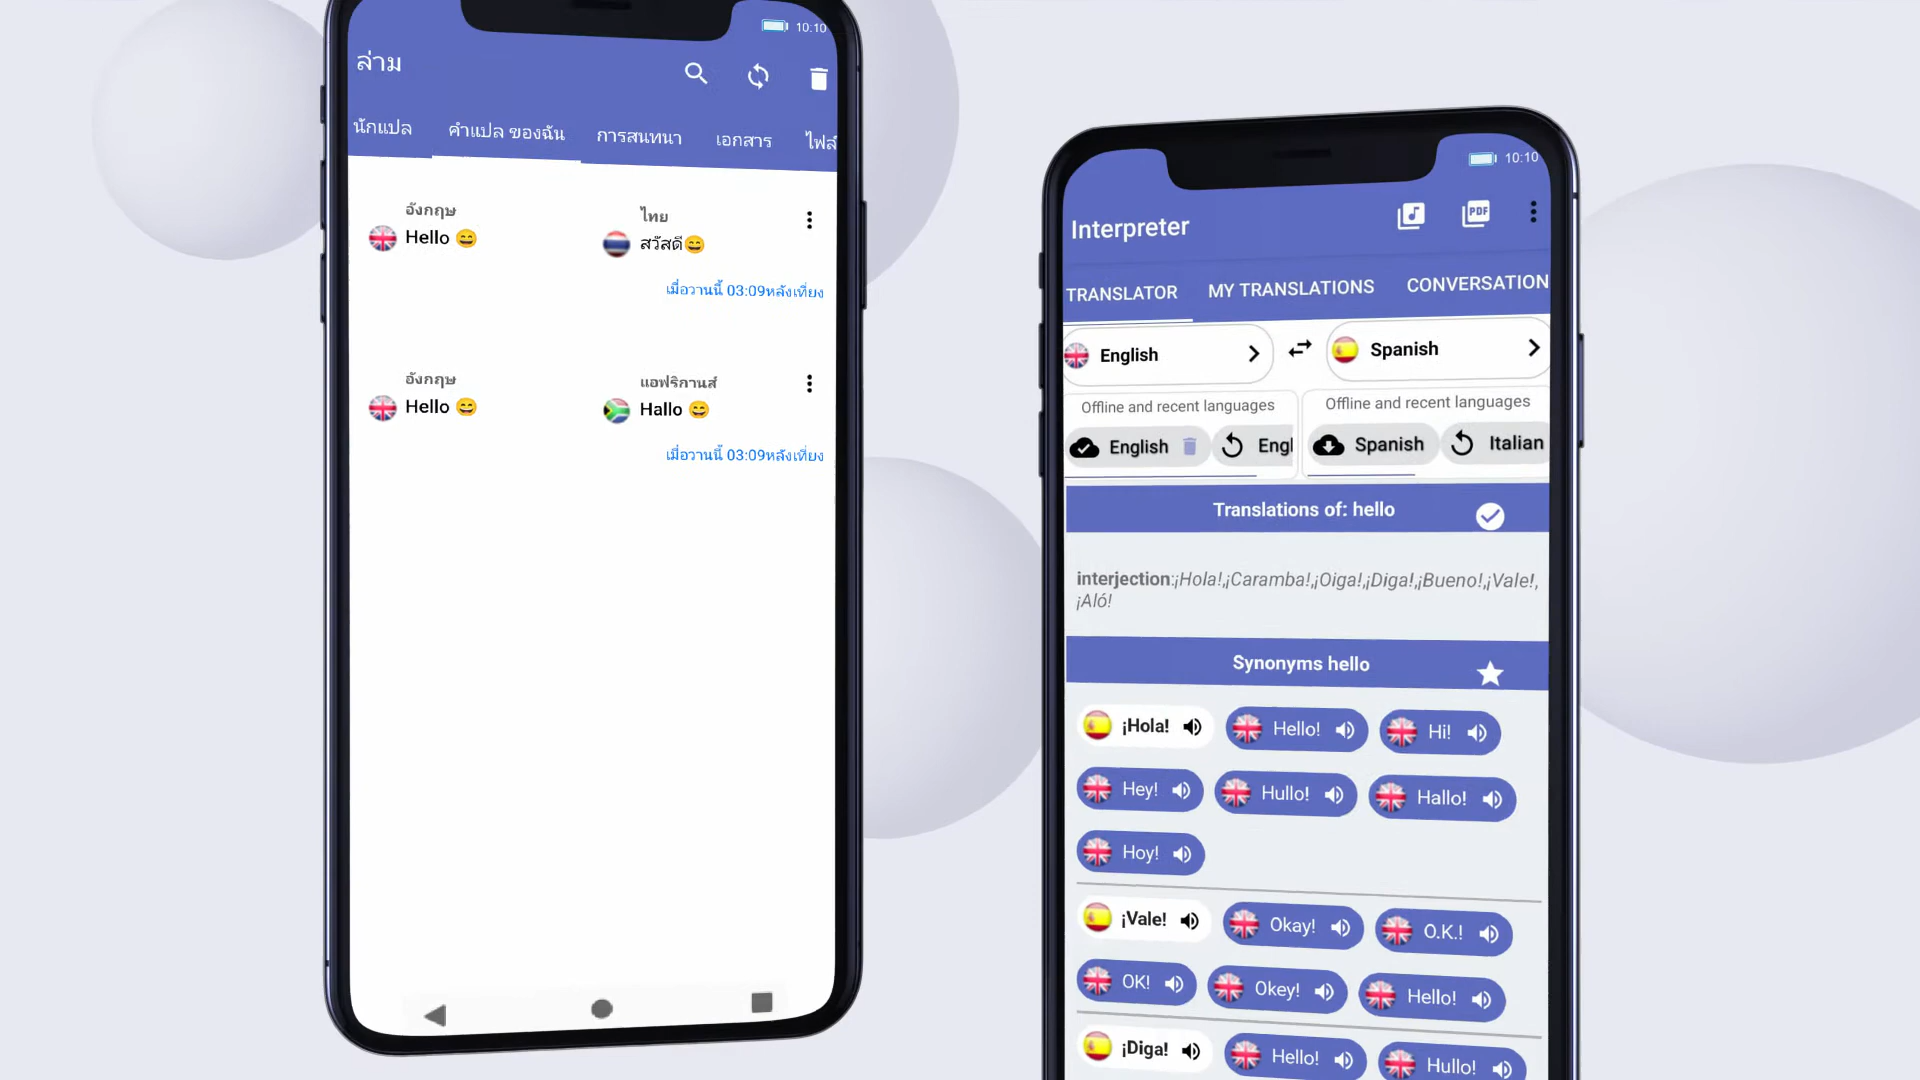 10:10
ล่าม
นักแปล คำแปล ของฉัน การสนทนา เอกสาร ไฟล์
อังกฤษ ไทย
Hello 😄 สวัสดี😄
เมื่อวานนี้ 03:09หลังเที่ยง
อังกฤษ แอฟริกานส์
Hello 😄 Hallo 😄
เมื่อวานนี้ 03:09หลังเที่ยง
10:10
Interpreter
PDF
TRANSLATOR MY TRANSLATIONS CONVERSATION
English Spanish
Offline and recent languages Offline and recent languages
English Engl Spanish Italian
Translations of: hello
interjection:¡Hola!,¡Caramba!,¡Oiga!,¡Diga!,¡Bueno!,¡Vale!,
¡Aló!
Synonyms hello
¡Hola! Hello! Hi!
Hey! Hullo! Hallo!
Hoy!
¡Vale! Okay! O.K.!
OK! Okey! Hello!
¡Diga! Hello! Hullo!